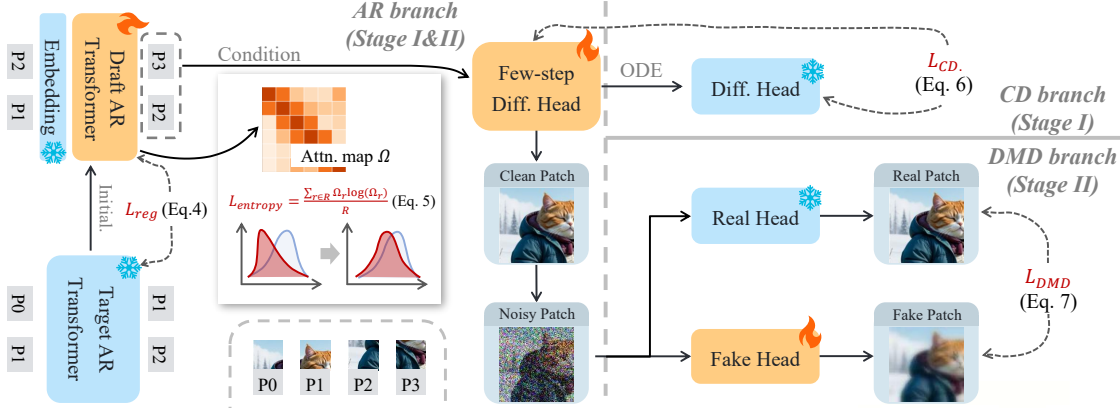 AR branch
(Stage I&II)
P2
P1
Embedding
Draft AR
Transformer
P3
P2
Condition
Few-step
Diff. Head
ODE
Diff. Head
L_CD.
(Eq. 6)
CD branch
(Stage I)
Attn. map Ω
L_entropy = ∑_{r∈R} Ω_r log(Ω_r) / R (Eq. 5)
Initial.
L_reg (Eq.4)
Target AR
Transformer
P0
P1
P1
P2
P0
P1
P2
P3
Clean Patch
Noisy Patch
DMD branch
(Stage II)
Real Head
Real Patch
Fake Head
Fake Patch
L_DMD
(Eq. 7)